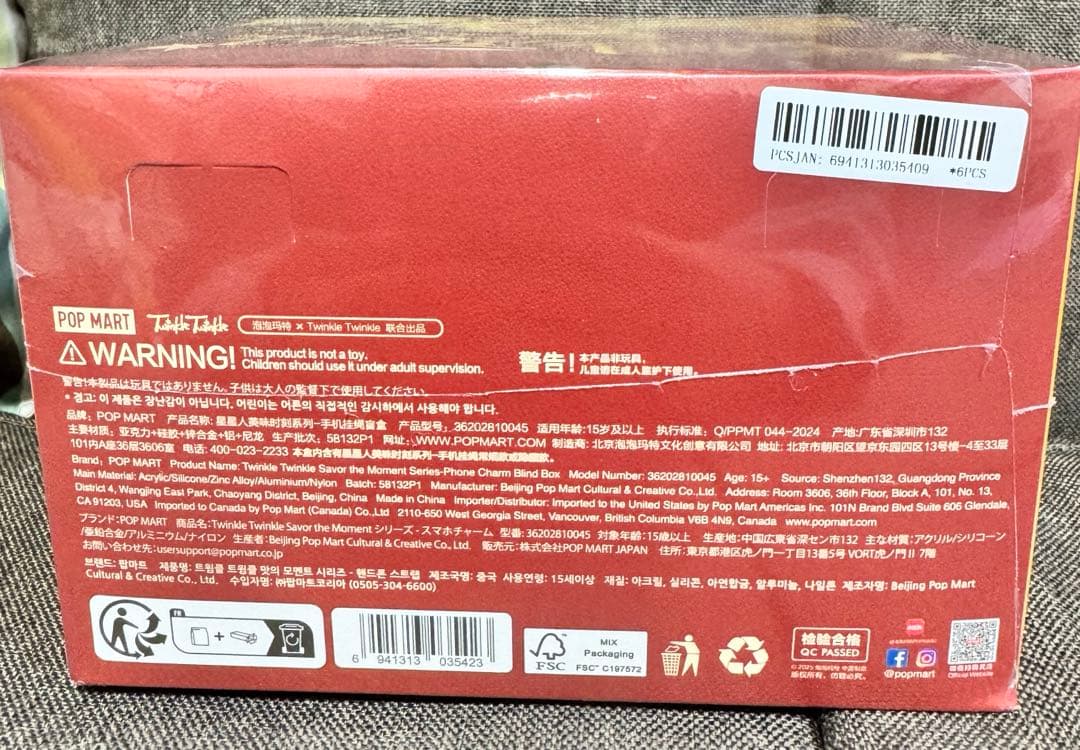 PCSJAN: 6941313035409 *6PCS
POP MART Twinkle Twinkle 泡泡玛特 × Twinkle Twinkle 联合出品
WARNING! This product is not a toy.
Children should use it under adult supervision.
警告! 本产品非玩具,
儿童请在成人监护下使用。
警告!本製品は玩具ではありません。子供は大人の監督下で使用してください。
* 경고: 이 제품은 장난감이 아닙니다. 어린이는 어른의 직접적인 감시하에서 사용해야 합니다.
品牌: POP MART 产品名称: 星星人美味时刻系列-手机挂绳盲盒 产品型号: 36202810045 适用年龄:15岁及以上 执行标准: Q/PPMT 044-2024 产地:广东省深圳市132
主要材质: 亚克力+硅胶+锌合金+铝+尼龙 生产批次: 58132P1 网址: WWW.POPMART.COM 制造商: 北京泡泡玛特文化创意有限公司 地址: 北京市朝阳区望京东园四区13号楼-4至33层
101内A座36层3606室 电话: 400-023-2233 本盒内含有星星人美味时刻系列-手机挂绳常规款或隐藏款。
Brand: POP MART Product Name: Twinkle Twinkle Savor the Moment Series-Phone Charm Blind Box Model Number: 36202810045 Age: 15+ Source: Shenzhen132, Guangdong Province
Main Material: Acrylic/Silicone/Zinc Alloy/Aluminium/Nylon Batch: 58132P1 Manufacturer: Beijing Pop Mart Cultural & Creative Co.,Ltd. Address: Room 3606, 36th Floor, Block A, 101, No. 13,
District 4, Wangjing East Park, Chaoyang District, Beijing, China Made in China Importer/Distributor: Imported to the United States by Pop Mart Americas Inc. 101N Brand Blvd Suite 606 Glendale,
CA 91203, USA Imported to Canada by Pop Mart (Canada) Co.,Ltd 2110-650 West Georgia Street, Vancouver, British Columbia V6B 4N9, Canada www.popmart.com
ブランド:POP MART 商品名:Twinkle Twinkle Savor the Moment シリーズ - スマホチャーム 型番: 36202810045 対象年齢:15歳以上 生産地:中国広東省深セン市132 主な材質:アクリル/シリコーン
/亜鉛合金/アルミニウム/ナイロン 生産者:Beijing Pop Mart Cultural & Creative Co., Ltd. 販売元:株式会社POP MART JAPAN 住所:東京都港区虎ノ門一丁目13番5号 VORT虎ノ門II 7階
お問い合わせ先:usersupport@popmart.co.jp
브랜드: 팝마트 제품명: 트윙클 트윙클 맛의 모멘트 시리즈 - 핸드폰 스트랩 제조국명: 중국 사용연령: 15세이상 재질: 아크릴, 실리콘, 아연합금, 알루미늄, 나일론 제조자명: Beijing Pop Mart
Cultural & Creative Co., Ltd. 수입자명: ㈜팝마트코리아 (0505-304-6600)
FR
6 941313 035423
FSC
MIX
Packaging
FSC™ C197572
检验合格
QC PASSED
版权所有, 仿冒必究。
@popmart
Official Website